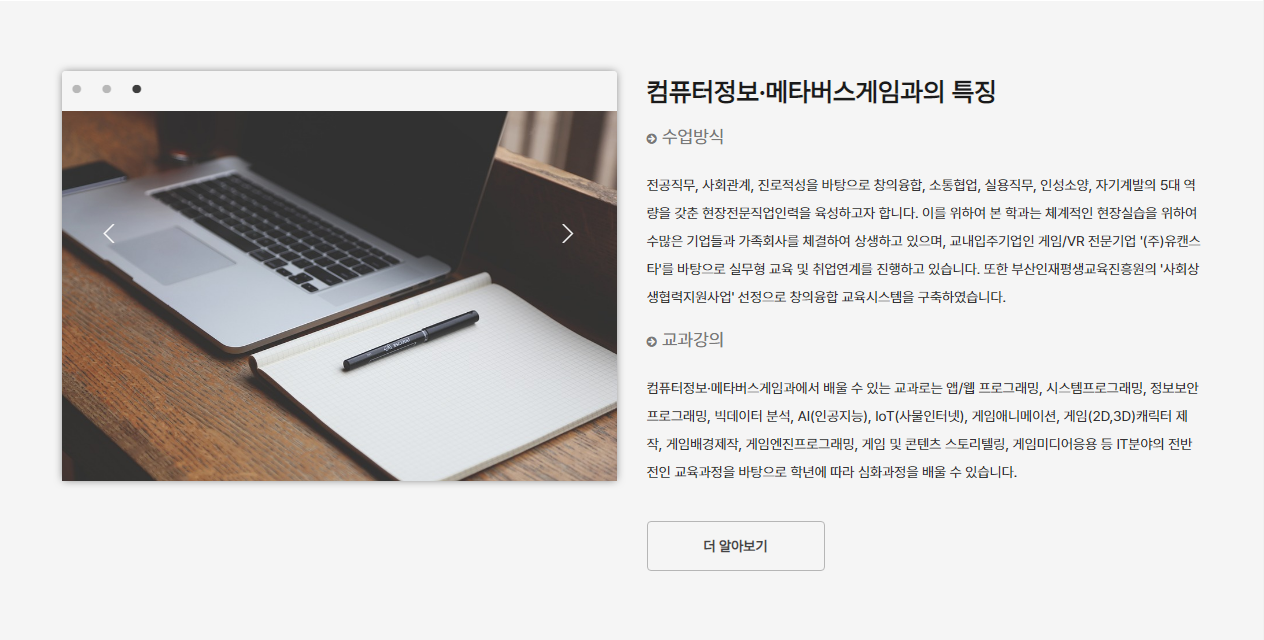 컴퓨터정보·메타버스게임과의 특징
수업방식
전공직무, 사회관계, 진로적성을 바탕으로 창의융합, 소통협업, 실용직무, 인성소양, 자기계발의 5대 역
량을 갖춘 현장전문직업인력을 육성하고자 합니다. 이를 위하여 본 학과는 체계적인 현장실습을 위하여
수많은 기업들과 가족회사를 체결하여 상생하고 있으며, 교내입주기업인 게임/VR 전문기업 '(주)유캔스
타'를 바탕으로 실무형 교육 및 취업연계를 진행하고 있습니다. 또한 부산인재평생교육진흥원의 '사회상
생협력지원사업' 선정으로 창의융합 교육시스템을 구축하였습니다.
교과강의
컴퓨터정보·메타버스게임과에서 배울 수 있는 교과로는 앱/웹 프로그래밍, 시스템프로그래밍, 정보보안
프로그래밍, 빅데이터 분석, AI(인공지능), IoT(사물인터넷), 게임애니메이션, 게임(2D,3D)캐릭터 제
작, 게임배경제작, 게임엔진프로그래밍, 게임 및 콘텐츠 스토리텔링, 게임미디어응용 등 IT분야의 전반
전인 교육과정을 바탕으로 학년에 따라 심화과정을 배울 수 있습니다.
더 알아보기